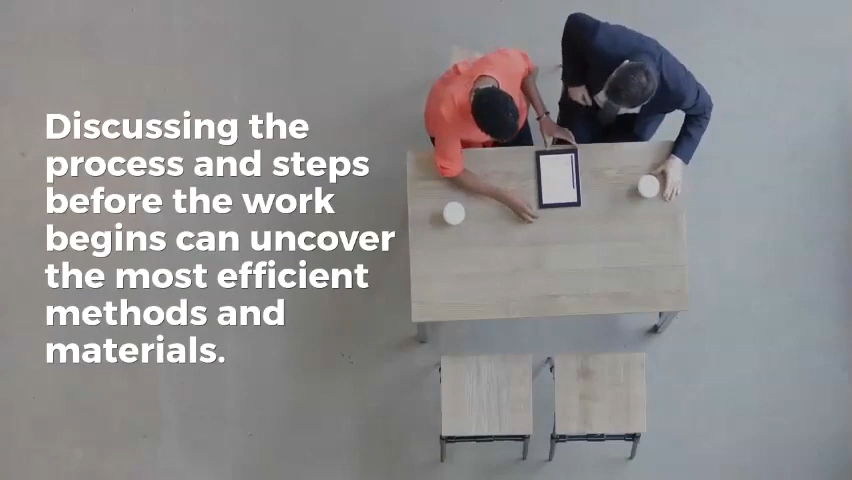 Discussing the
process and steps
before the work
begins can uncover
the most efficient
methods and
materials.